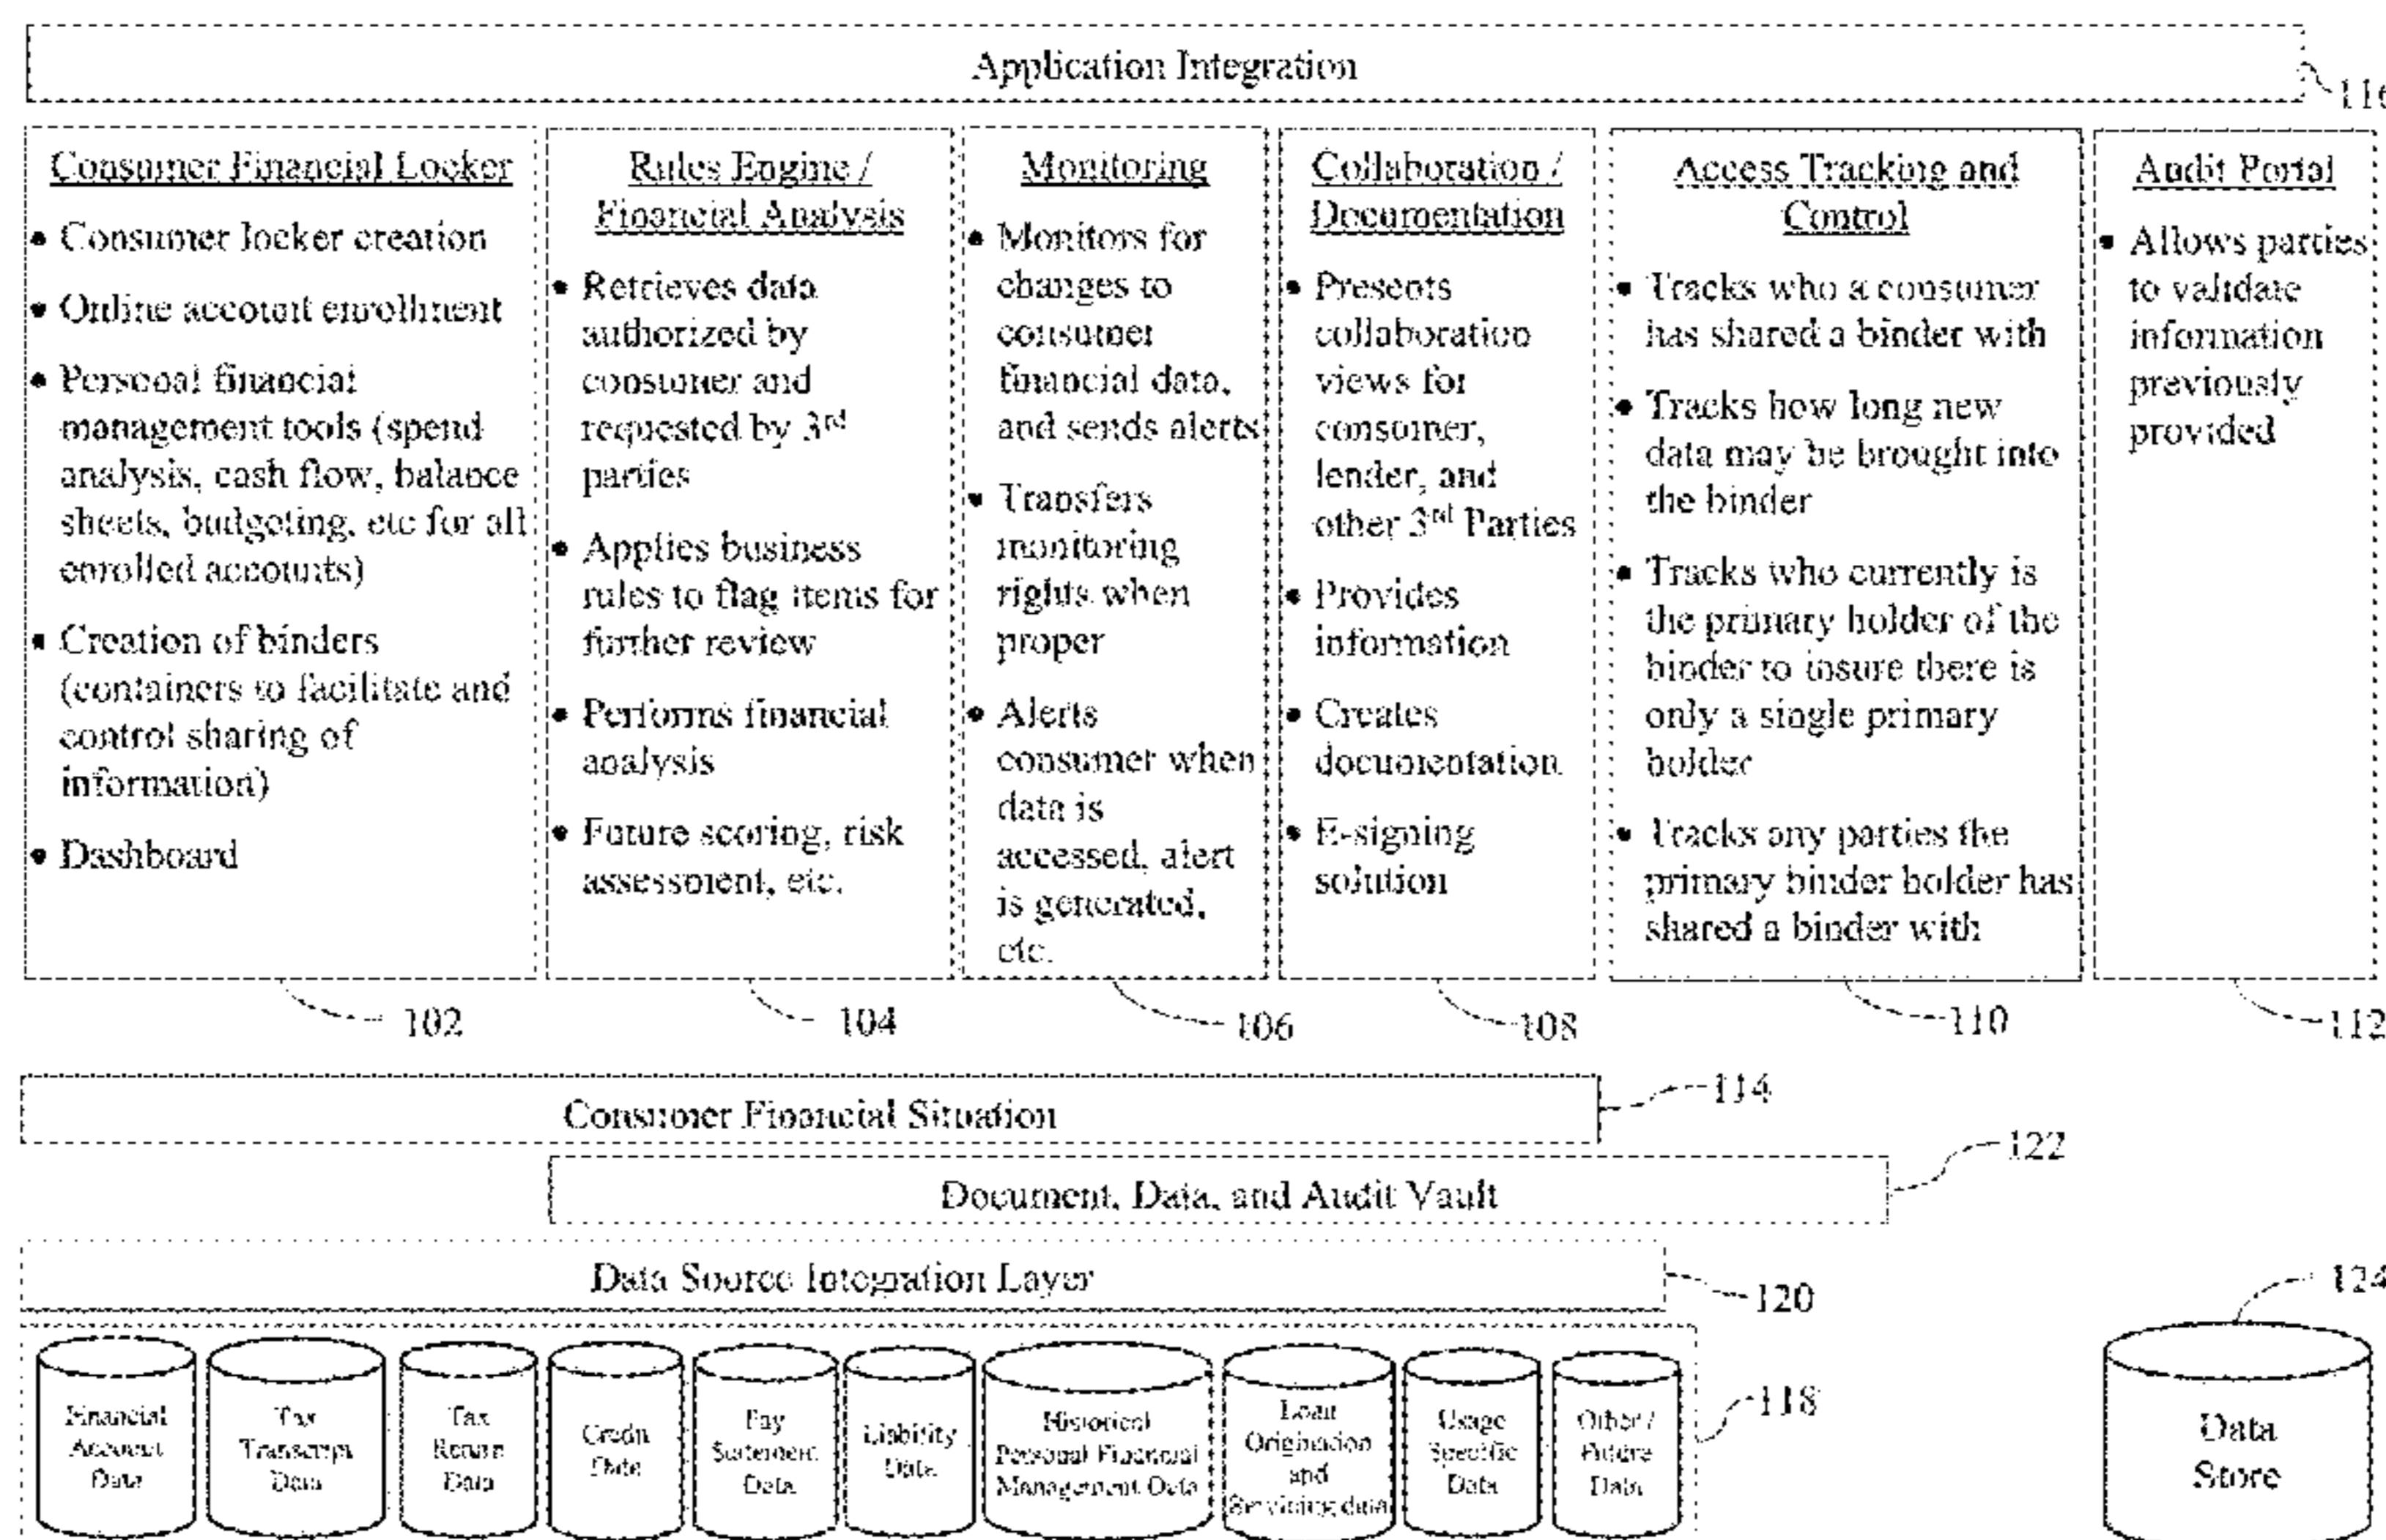 Application Integration
116
Consumer Financial Locker
• Consumer locker creation
• Online account enrollment
• Personal financial
management tools (spend
analysis, cash flow, balance
sheets, budgeting, etc for all
enrolled accounts)
• Creation of binders
(containers to facilitate and
control sharing of
information)
• Dashboard
102
Rules Engine /
Financial Analysis
• Retrieves data
authorized by
consumer and
requested by 3rd
parties
• Applies business
rules to flag items for
further review
• Performs financial
analysis
• Future scoring, risk
assessment, etc.
104
Monitoring
• Monitors for
changes to
consumer
financial data,
and sends alerts
• Transfers
monitoring
rights when
proper
• Alerts
consumer when
data is
accessed, alert
is generated,
etc.
106
Collaboration /
Documentation
• Presents
collaboration
views for
consumer,
lender, and
other 3rd Parties
• Provides
information
• Creates
documentation
• E-signing
solution
108
Access Tracking and
Control
• Tracks who a consumer
has shared a binder with
• Tracks how long new
data may be brought into
the binder
• Tracks who currently is
the primary holder of the
binder to insure there is
only a single primary
holder
• Tracks any parties the
primary binder holder has
shared a binder with
110
Audit Portal
• Allows parties
to validate
information
previously
provided
112
Consumer Financial Situation
114
Document, Data, and Audit Vault
122
Data Source Integration Layer
120
Financial
Account
Data
Tax
Transcript
Data
Tax
Return
Data
Credit
Data
Pay
Statement
Data
Liability
Data
Historical
Personal Financial
Management Data
Loan
Origination
and
Servicing data
Usage
Specific
Data
Other /
Future
Data
118
124
Data
Store